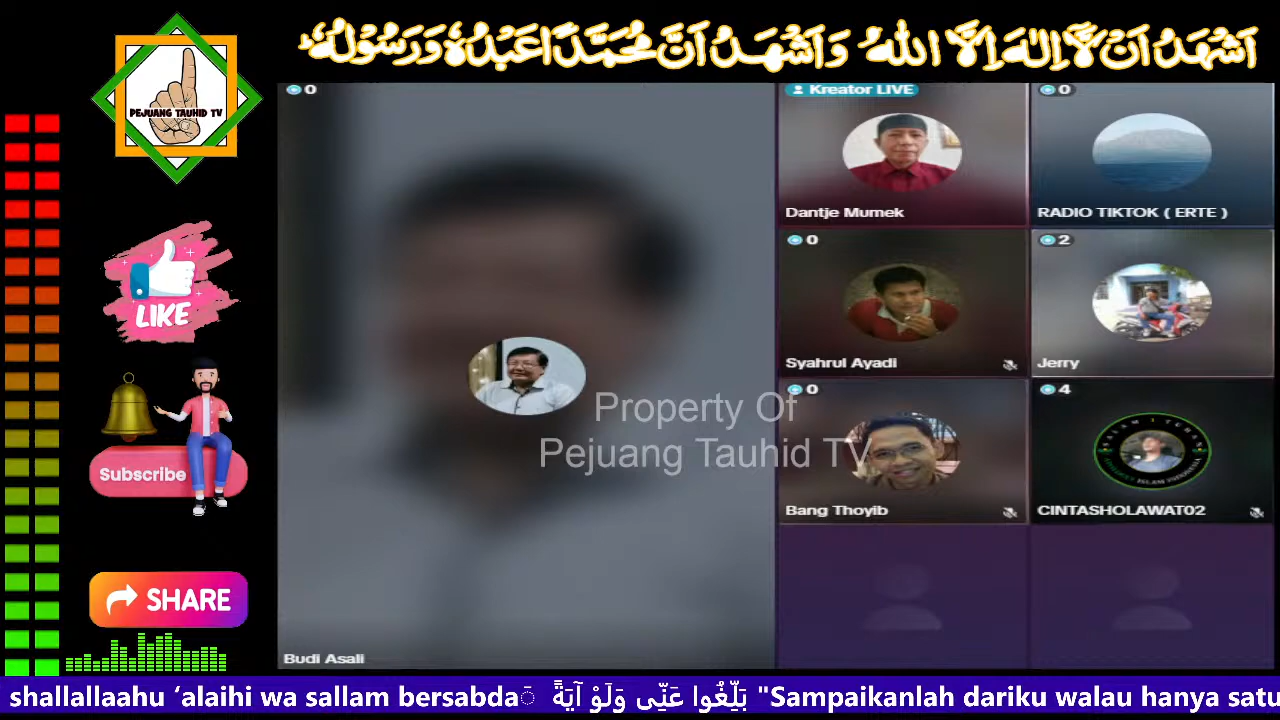 اَشْهَدُ اَنْ لَّا اِلٰهَ اِلَّا اللهُ وَاَشْهَدُ اَنَّ مُحَمَّدًا عَبْدُهٗ وَرَسُوْلُهٗ
PEJUANG TAUHID TV
0
Kreator LIVE
0
Dantje Mumek
RADIO TIKTOK ( ERTE )
0
2
LIKE
Syahrul Ayadi
Jerry
0
4
Property Of
Pejuang Tauhid TV
Subscribe
Bang Thoyib
CINTASHOLAWAT02
SHARE
Budi Asali
shallallaahu ‘alaihi wa sallam bersabda بَلِّغُوا عَنِّى وَلَوْ آيَةً "Sampaikanlah dariku walau hanya satu